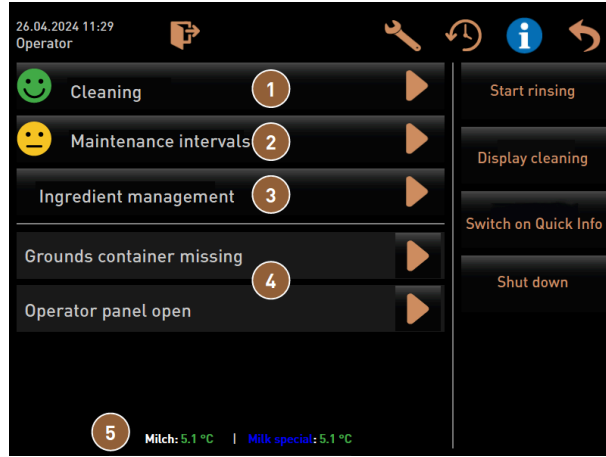 26.04.2024 11:29
Operator
Cleaning
1
Start rinsing
Maintenance intervals
2
Display cleaning
Ingredient management
3
Switch on Quick Info
Grounds container missing
4
Shut down
Operator panel open
5
Milch: 5.1 °C | Milk special: 5.1 °C